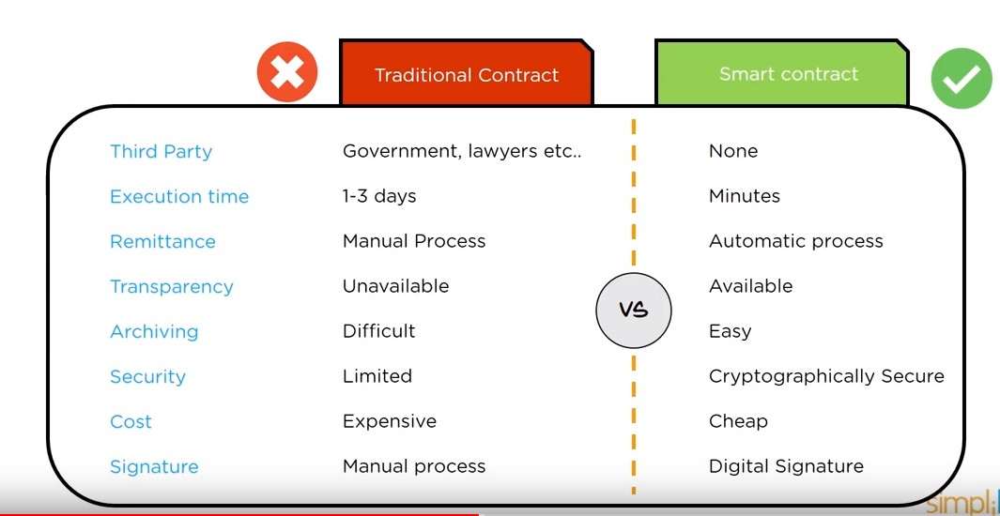 Traditional Contract
Smart contract
Third Party Government, lawyers etc.. None
Execution time 1-3 days Minutes
Remittance Manual Process Automatic process
Transparency Unavailable Available
vs
Archiving Difficult Easy
Security Limited Cryptographically Secure
Cost Expensive Cheap
Signature Manual process Digital Signature